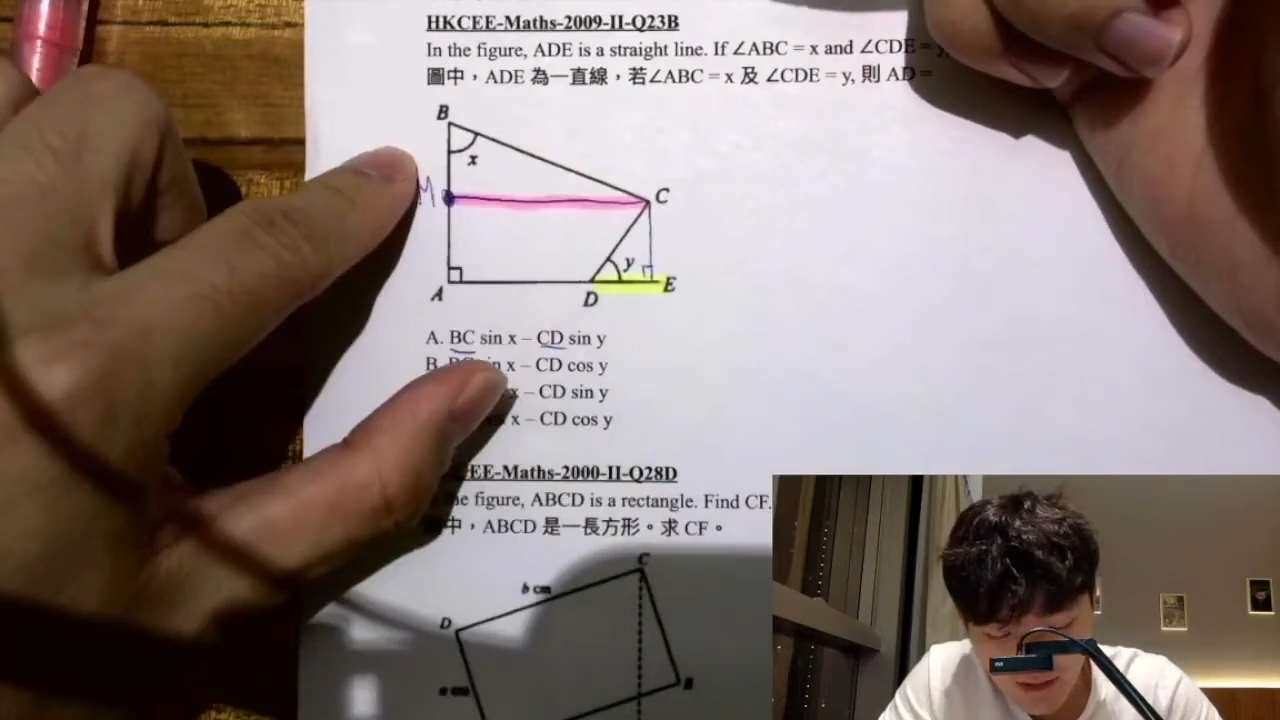 HKCEE-Maths-2009-II-Q23B
In the figure, ADE is a straight line. If ∠ABC = x and ∠CDE = y,
圖中，ADE 為一直線，若∠ABC = x 及 ∠CDE = y, 則 AD =
B
x
M
C
y
A
D
E
A. BC sin x – CD sin y
B. x – CD cos y
x – CD sin y
x – CD cos y
EE-Maths-2000-II-Q28D
the figure, ABCD is a rectangle. Find CF.
中，ABCD 是一長方形。求 CF。
C
b cm
D
a cm
B